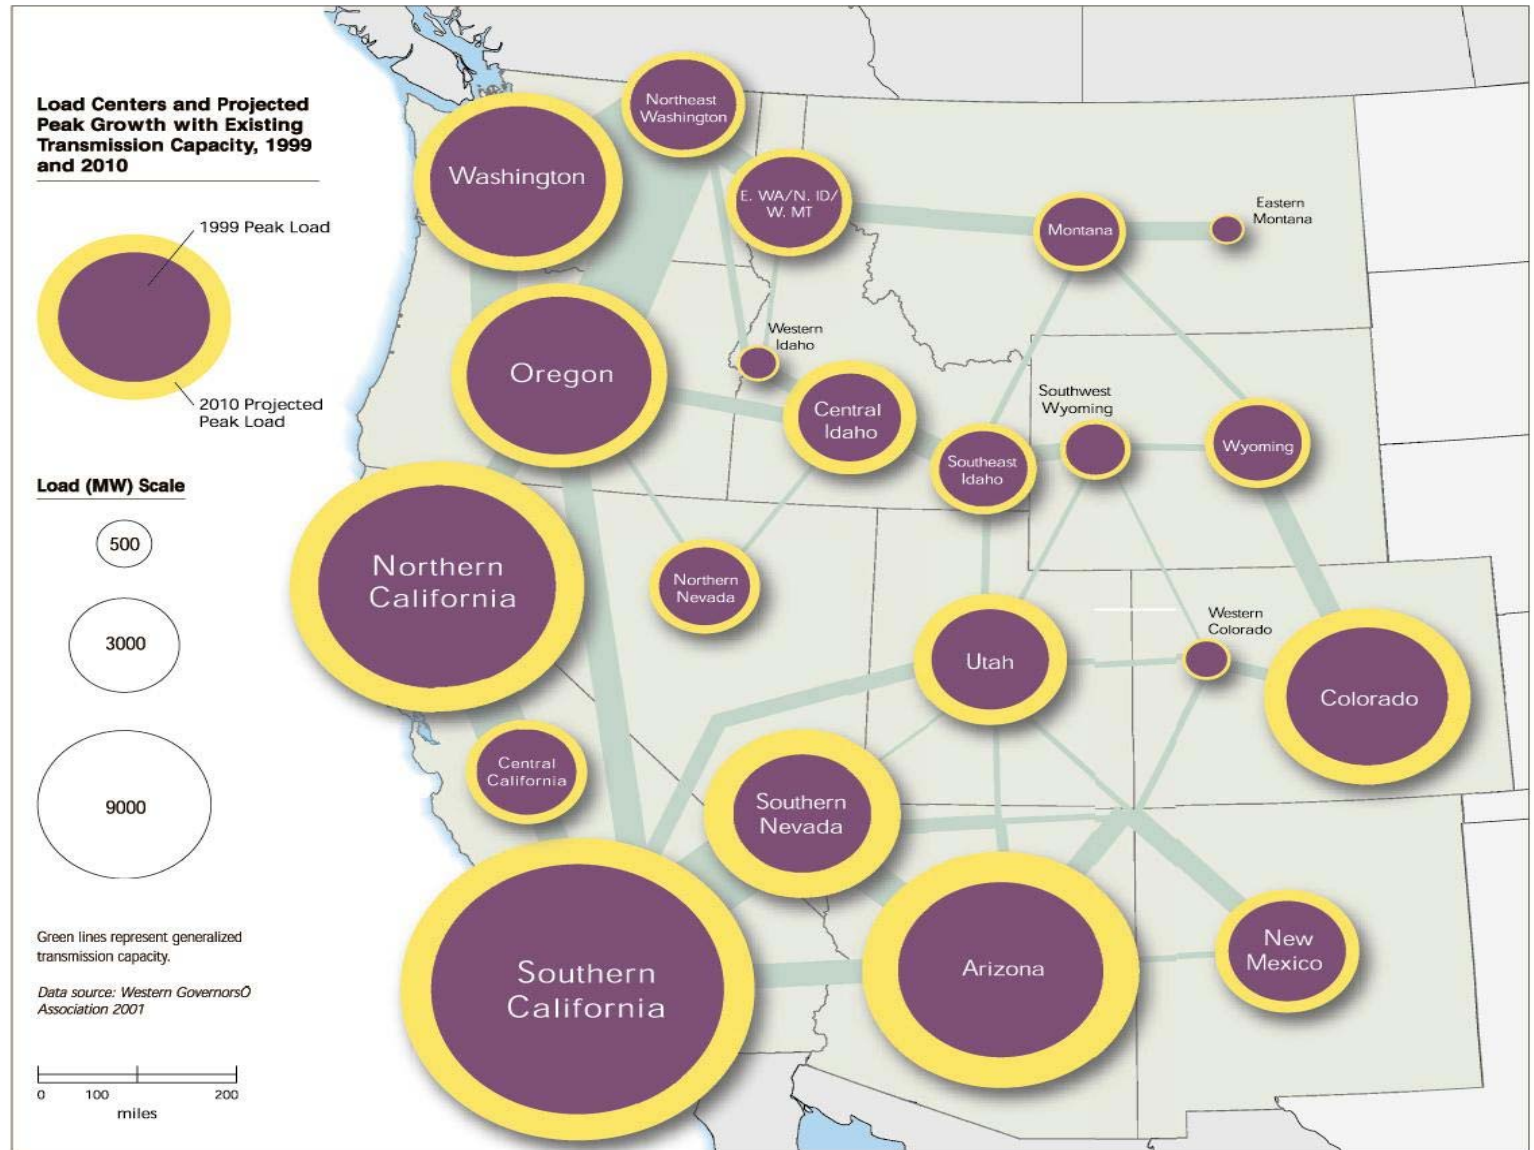 Load Centers and Projected
Peak Growth with Existing
Transmission Capacity, 1999
and 2010
1999 Peak Load
2010 Projected
Peak Load
Load (MW) Scale
500
3000
9000
Green lines represent generalized
transmission capacity.
Data source: Western GovernorsÕ
Association 2001
0
100
200
miles
Northeast
Washington
Washington
E. WA/N. ID/
W. MT
Montana
Eastern
Montana
Western
Idaho
Oregon
Central
Idaho
Southeast
Idaho
Southwest
Wyoming
Wyoming
Northern
California
Northern
Nevada
Utah
Western
Colorado
Colorado
Central
California
Southern
Nevada
Southern
California
Arizona
New
Mexico